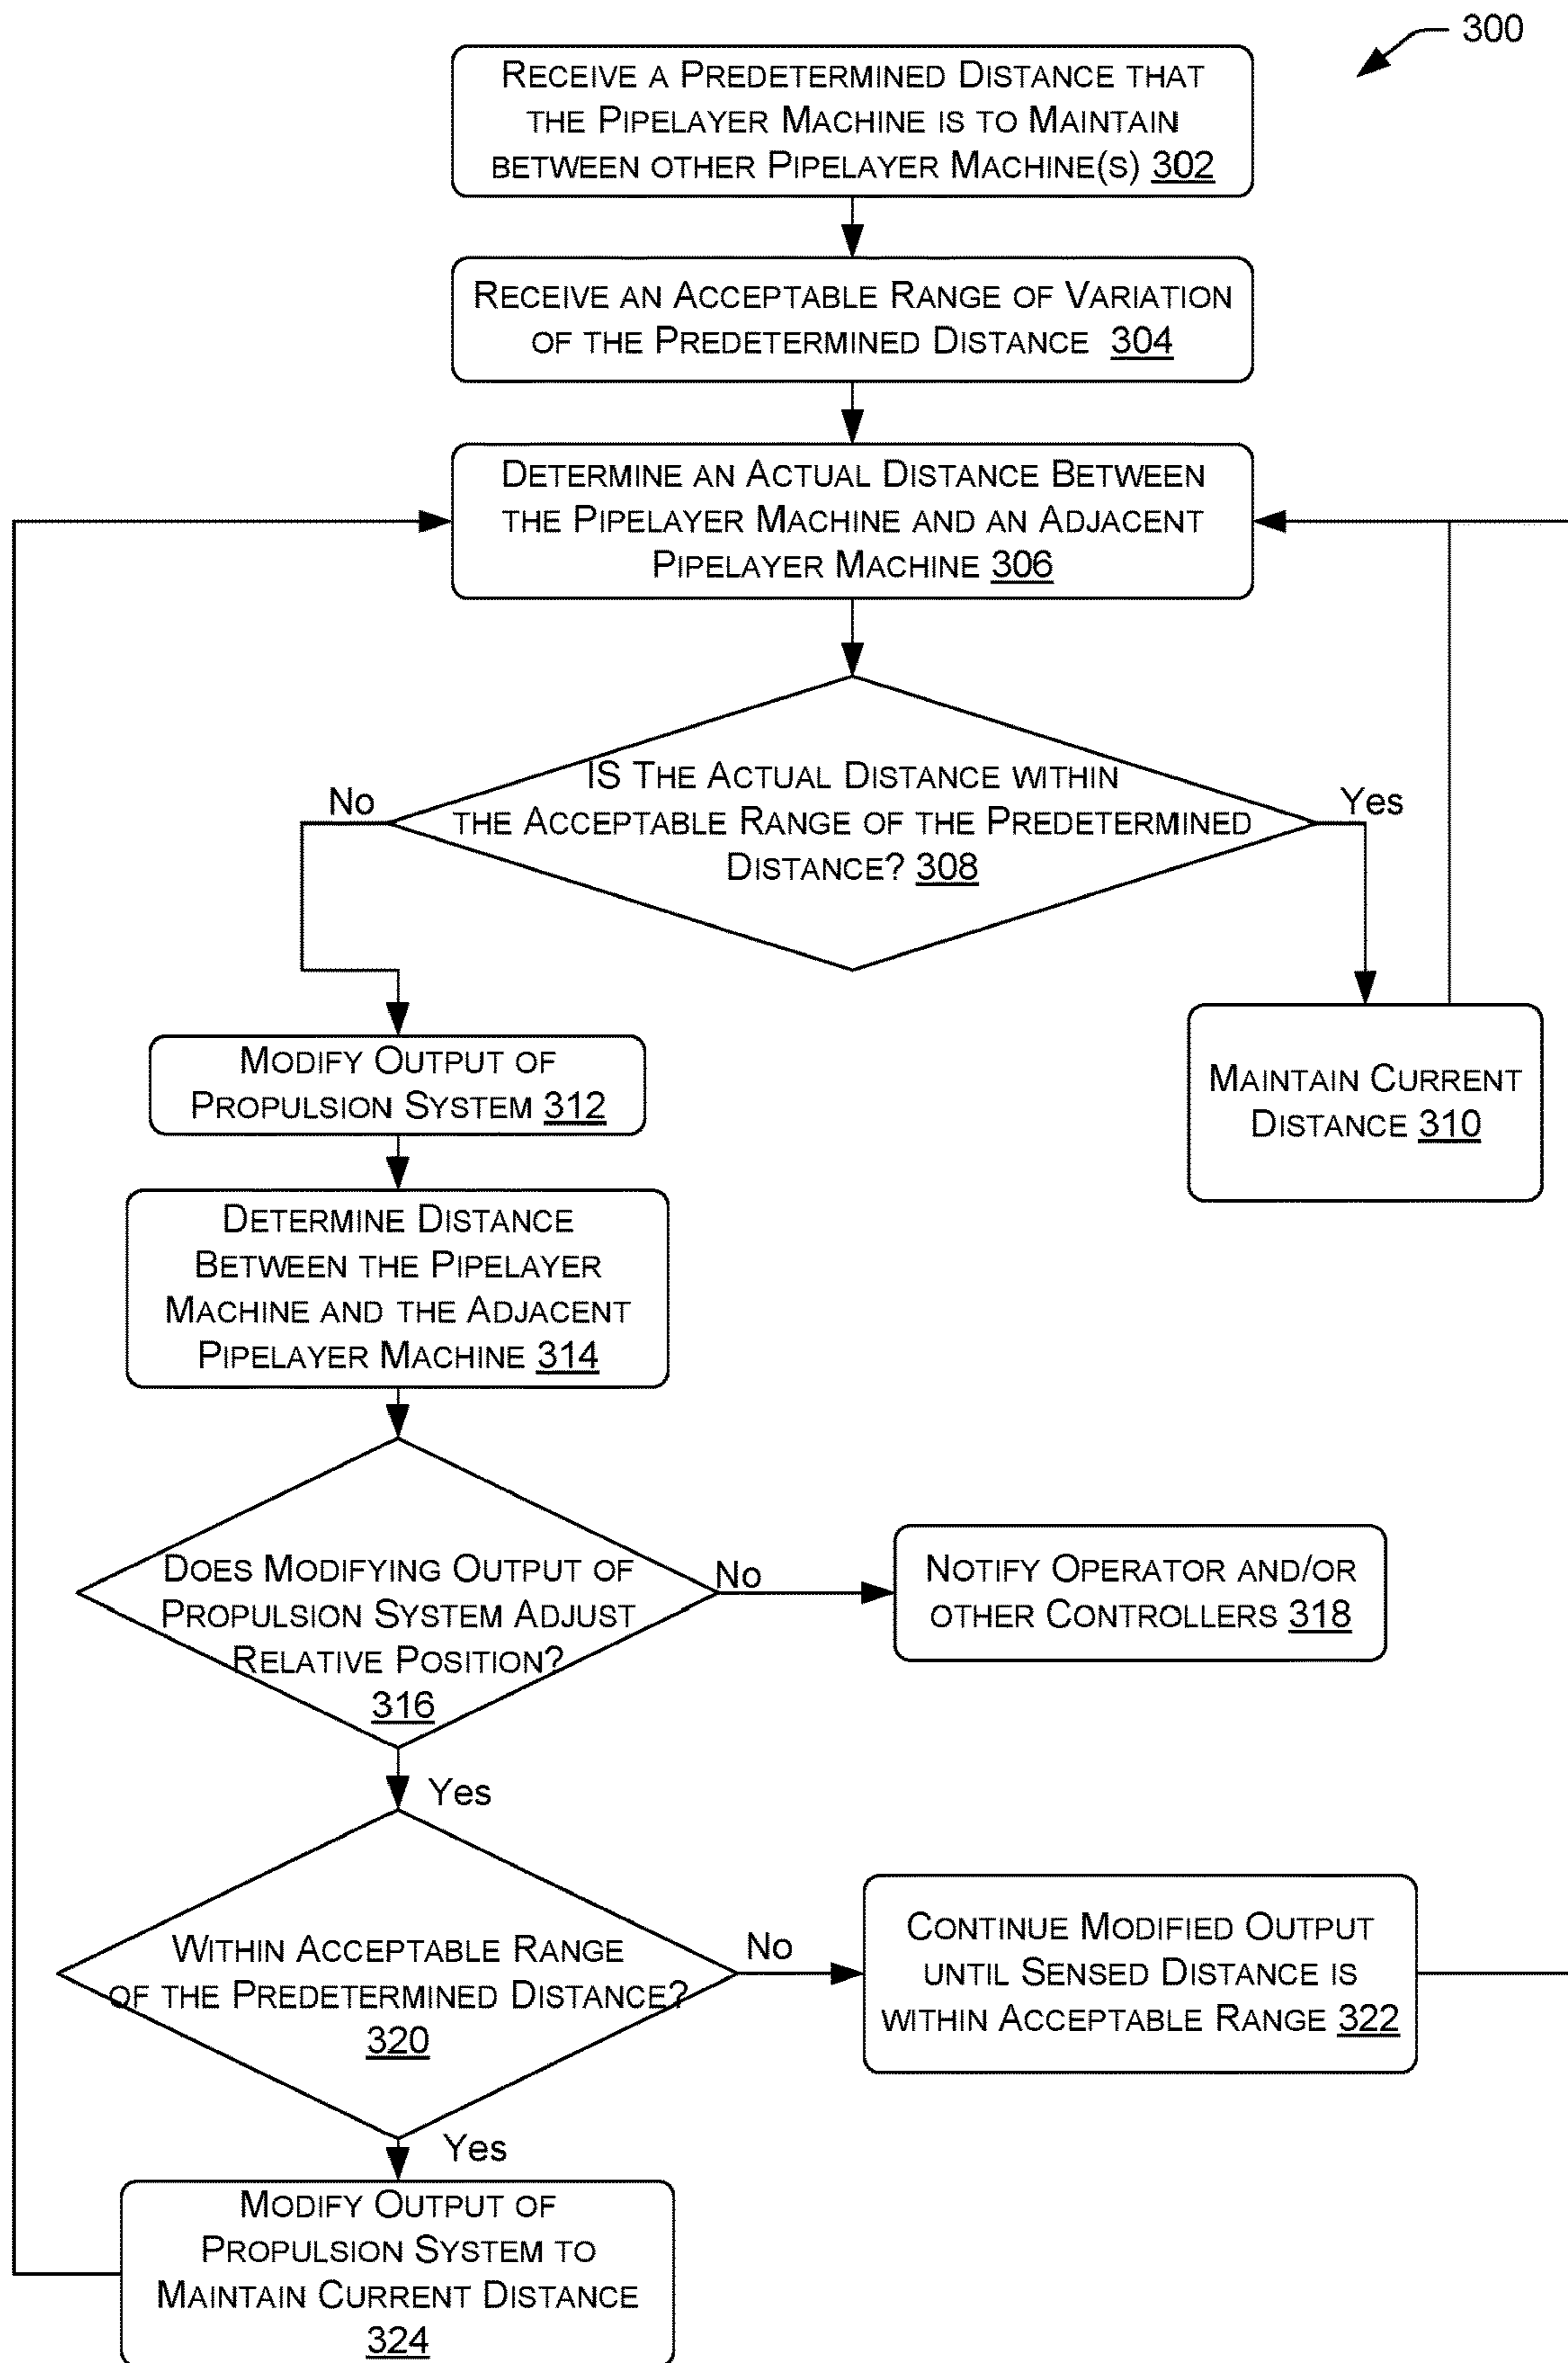 300
RECEIVE A PREDETERMINED DISTANCE THAT
THE PIPELAYER MACHINE IS TO MAINTAIN
BETWEEN OTHER PIPELAYER MACHINE(S) 302
RECEIVE AN ACCEPTABLE RANGE OF VARIATION
OF THE PREDETERMINED DISTANCE 304
DETERMINE AN ACTUAL DISTANCE BETWEEN
THE PIPELAYER MACHINE AND AN ADJACENT
PIPELAYER MACHINE 306
IS THE ACTUAL DISTANCE WITHIN
THE ACCEPTABLE RANGE OF THE PREDETERMINED
DISTANCE? 308
No
Yes
MAINTAIN CURRENT
DISTANCE 310
MODIFY OUTPUT OF
PROPULSION SYSTEM 312
DETERMINE DISTANCE
BETWEEN THE PIPELAYER
MACHINE AND THE ADJACENT
PIPELAYER MACHINE 314
DOES MODIFYING OUTPUT OF
PROPULSION SYSTEM ADJUST
RELATIVE POSITION?
316
No
NOTIFY OPERATOR AND/OR
OTHER CONTROLLERS 318
Yes
WITHIN ACCEPTABLE RANGE
OF THE PREDETERMINED DISTANCE?
320
No
CONTINUE MODIFIED OUTPUT
UNTIL SENSED DISTANCE IS
WITHIN ACCEPTABLE RANGE 322
Yes
MODIFY OUTPUT OF
PROPULSION SYSTEM TO
MAINTAIN CURRENT DISTANCE
324